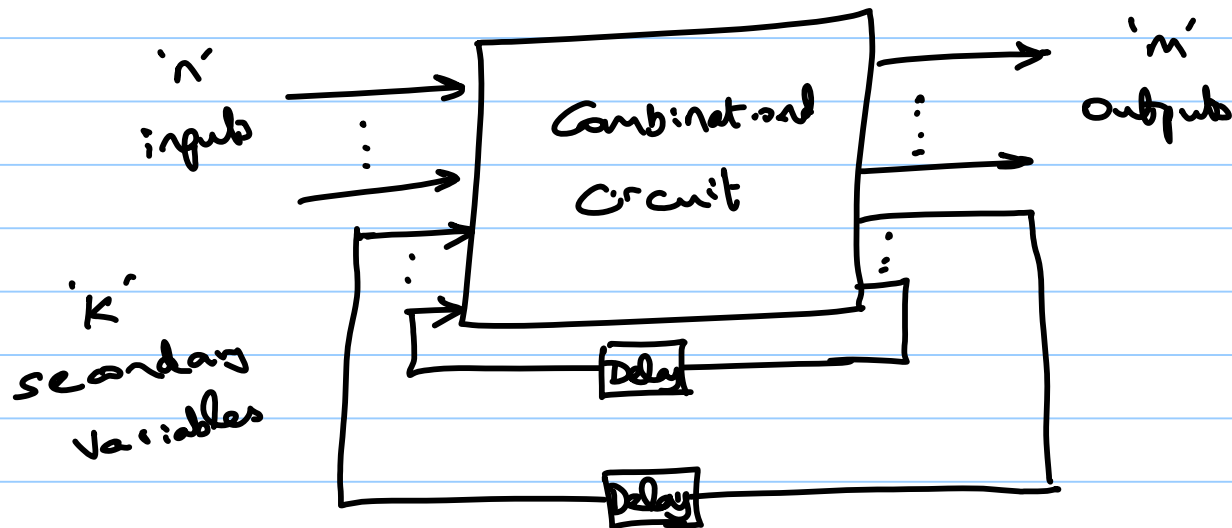 'n'
inputs
Combinational
Circuit
'm'
Outputs
'K'
secondary
variables
Delay
Delay